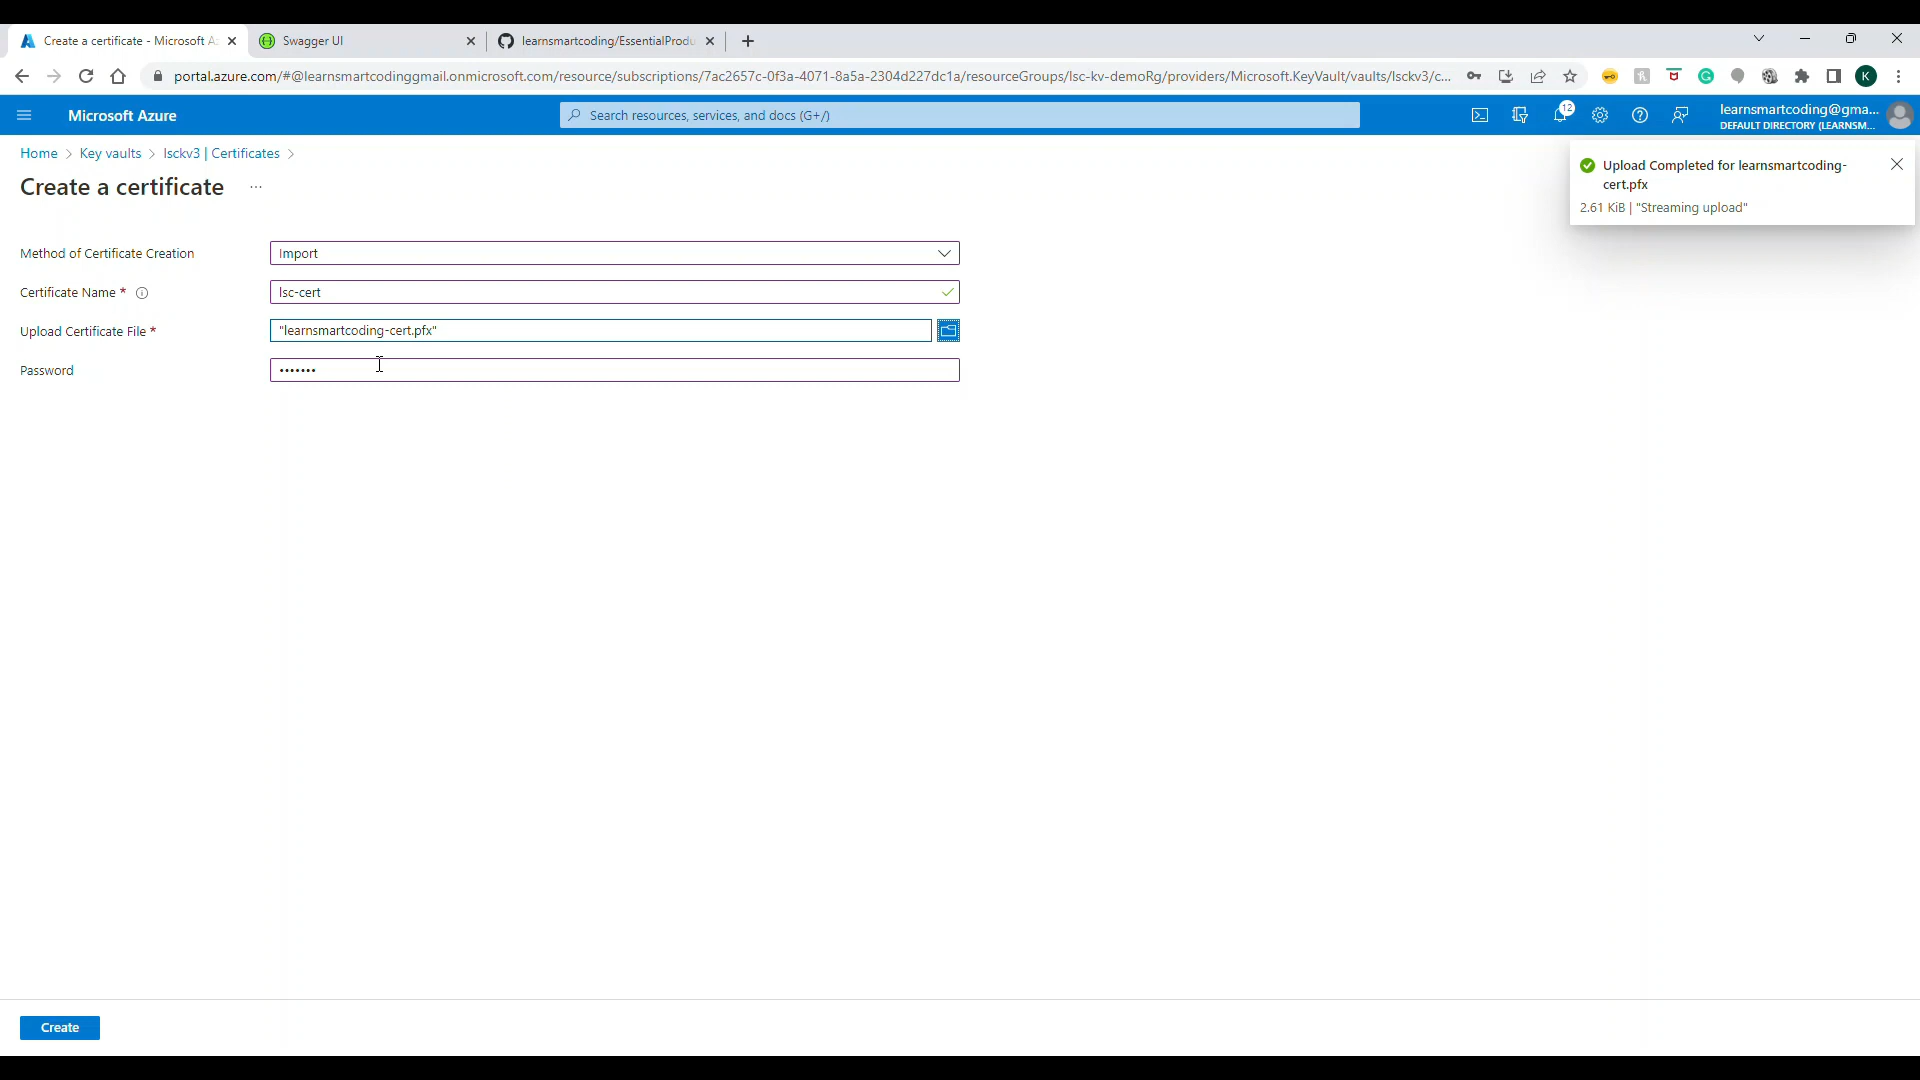 Create a certificate - Microsoft A
Swagger UI
learnsmartcoding/EssentialProdu
portal.azure.com/#@learnsmartcodinggmail.onmicrosoft.com/resource/subscriptions/7ac2657c-0f3a-4071-8a5a-2304d227dc1a/resourceGroups/lsc-kv-demoRg/providers/Microsoft.KeyVault/vaults/lsckv3/c...
K
Microsoft Azure
Search resources, services, and docs (G+/)
12
learnsmartcoding@gma...
DEFAULT DIRECTORY (LEARNSM...
Home > Key vaults > lsckv3 | Certificates >
Create a certificate ...
Upload Completed for learnsmartcoding-
cert.pfx
2.61 KiB | "Streaming upload"
Method of Certificate Creation
Import
Certificate Name *
lsc-cert
Upload Certificate File *
"learnsmartcoding-cert.pfx"
Password
•••••••
Create